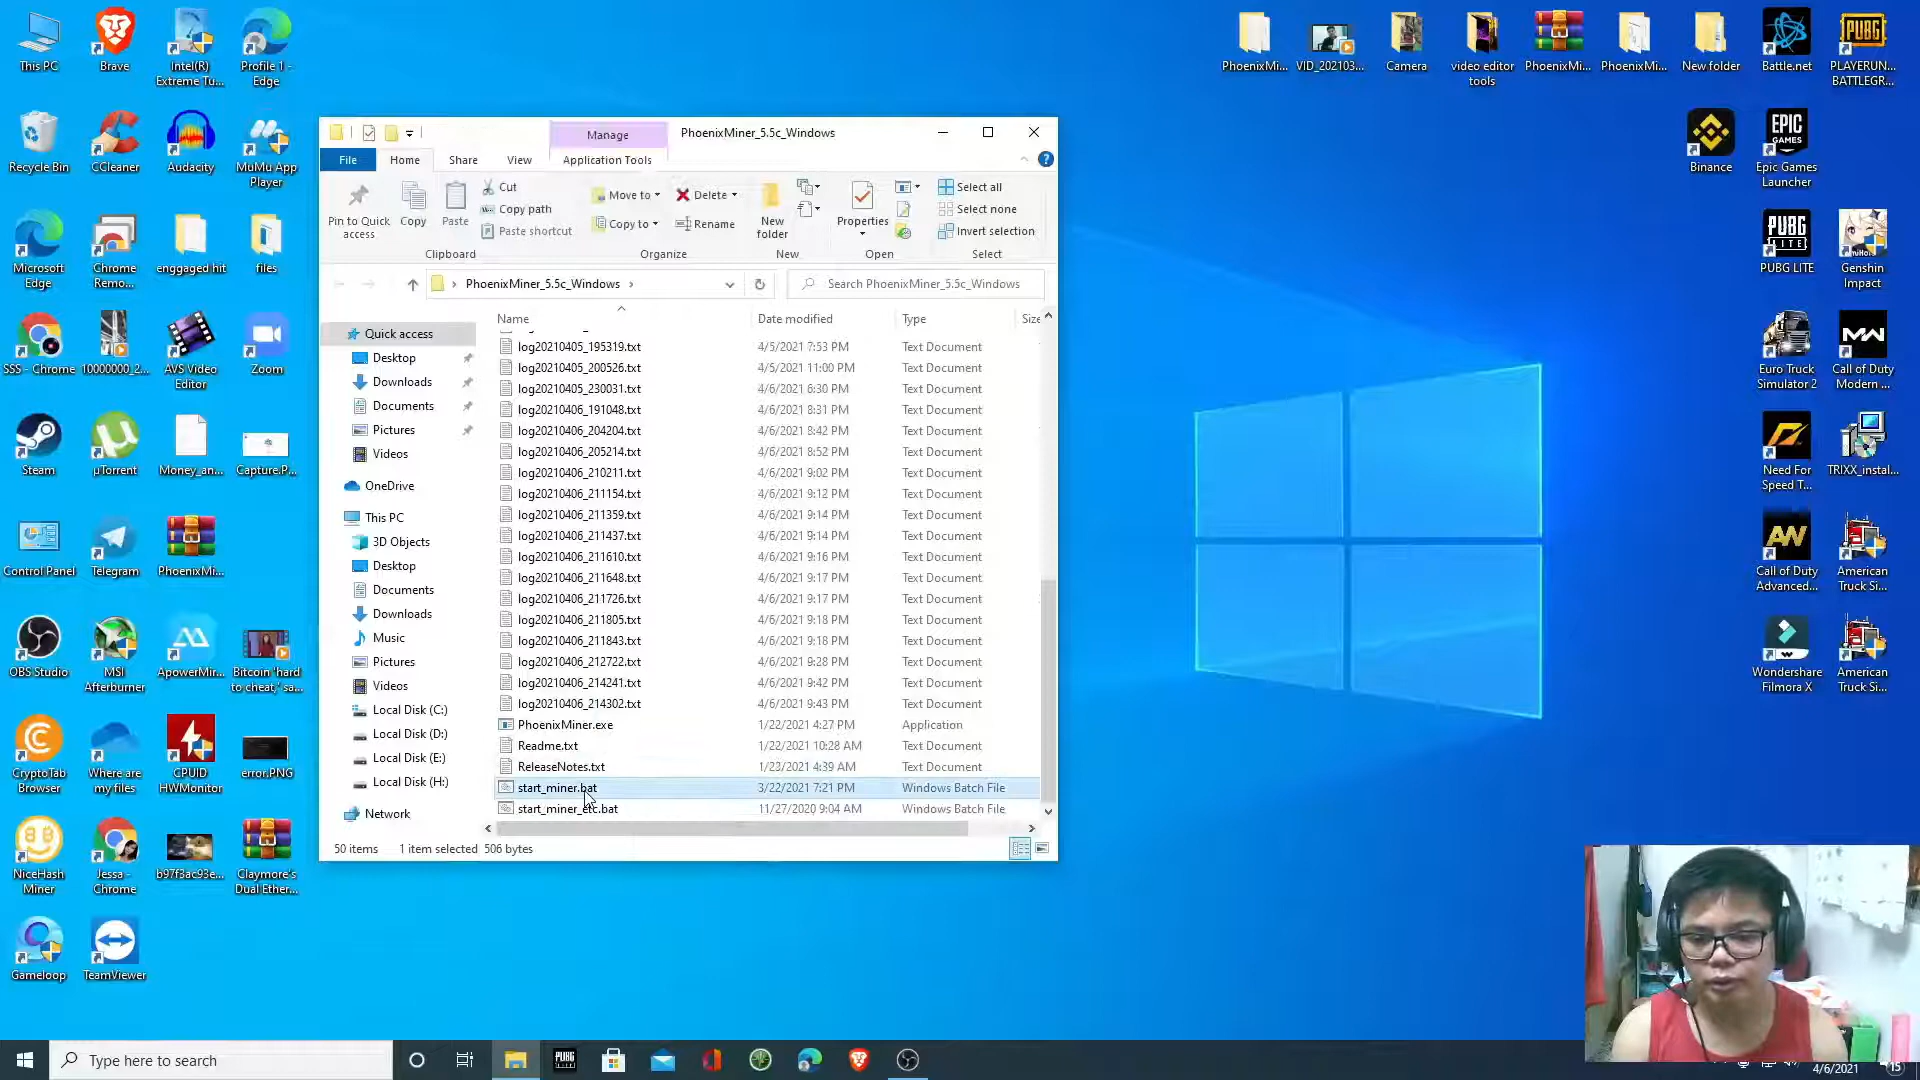 This PC
Brave
Intel(R)
Extreme Tu...
Profile 1 -
Edge
Recycle Bin
CCleaner
Audacity
MuMu App
Player
Microsoft
Edge
Chrome
Remo...
enggaged hit
files
SSS - Chrome
10000000_2...
AVS Video
Editor
Zoom
Steam
µTorrent
Money_an...
Capture.P...
Control Panel
Telegram
PhoenixMi...
OBS Studio
MSI
Afterburner
ApowerMir...
Bitcoin 'hard
to cheat,' sa...
CryptoTab
Browser
Where are
my files
CPUID
HWMonitor
error.PNG
NiceHash
Miner
Jessa -
Chrome
b97f3ac93e...
Claymore's
Dual Ether...
Gameloop
TeamViewer
Manage
PhoenixMiner_5.5c_Windows
File
Home
Share
View
Application Tools
Pin to Quick
access
Copy
Paste
Cut
Copy path
Paste shortcut
Clipboard
Move to
Copy to
Delete
Rename
Organize
New
folder
New
Properties
Open
Select all
Select none
Invert selection
Select
PhoenixMiner_5.5c_Windows
Search PhoenixMiner_5.5c_Windows
Quick access
Desktop
Downloads
Documents
Pictures
Videos
OneDrive
This PC
3D Objects
Desktop
Documents
Downloads
Music
Pictures
Videos
Local Disk (C:)
Local Disk (D:)
Local Disk (E:)
Local Disk (H:)
Network
Name Date modified Type Size
log20210405_195319.txt 4/5/2021 7:53 PM Text Document
log20210405_200526.txt 4/5/2021 11:00 PM Text Document
log20210405_230031.txt 4/6/2021 6:30 PM Text Document
log20210406_191048.txt 4/6/2021 8:31 PM Text Document
log20210406_204204.txt 4/6/2021 8:42 PM Text Document
log20210406_205214.txt 4/6/2021 8:52 PM Text Document
log20210406_210211.txt 4/6/2021 9:02 PM Text Document
log20210406_211154.txt 4/6/2021 9:12 PM Text Document
log20210406_211359.txt 4/6/2021 9:14 PM Text Document
log20210406_211437.txt 4/6/2021 9:14 PM Text Document
log20210406_211610.txt 4/6/2021 9:16 PM Text Document
log20210406_211648.txt 4/6/2021 9:17 PM Text Document
log20210406_211726.txt 4/6/2021 9:17 PM Text Document
log20210406_211805.txt 4/6/2021 9:18 PM Text Document
log20210406_211843.txt 4/6/2021 9:18 PM Text Document
log20210406_212722.txt 4/6/2021 9:28 PM Text Document
log20210406_214241.txt 4/6/2021 9:42 PM Text Document
log20210406_214302.txt 4/6/2021 9:43 PM Text Document
PhoenixMiner.exe 1/22/2021 4:27 PM Application
Readme.txt 1/22/2021 10:28 AM Text Document
ReleaseNotes.txt 1/23/2021 4:39 AM Text Document
start_miner.bat 3/22/2021 7:21 PM Windows Batch File
start_miner_etc.bat 11/27/2020 9:04 AM Windows Batch File
50 items 1 item selected 506 bytes
PhoenixMi...
VID_202103...
Camera
video editor
tools
PhoenixMi...
PhoenixMi...
New folder
Battle.net
PUBG
PLAYERUN...
BATTLEGR...
Binance
EPIC
GAMES
Epic Games
Launcher
PUBG
LITE
PUBG LITE
Genshin
Impact
Euro Truck
Simulator 2
Call of Duty
Modern ...
Need For
Speed T...
TRIXX_instal...
AW
Call of Duty
Advanced...
American
Truck Si...
Wondershare
Filmora X
American
Truck Si...
Type here to search
PUBG
LITE
4/6/2021
15